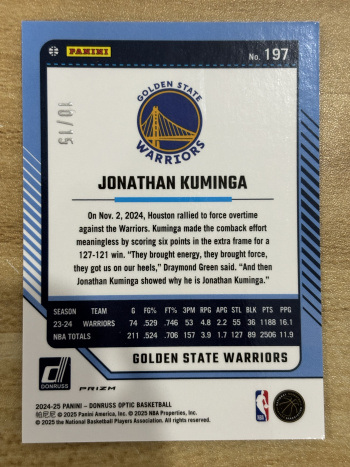 PANINI
No. 197
10/15
GOLDEN STATE
WARRIORS
JONATHAN KUMINGA
On Nov. 2, 2024, Houston rallied to force overtime
against the Warriors. Kuminga made the comback effort
meaningless by scoring six points in the extra frame for a
127-121 win. “They brought energy, they brought force,
they got us on our heels,” Draymond Green said. “And then
Jonathan Kuminga showed why he is Jonathan Kuminga.”
SEASON TEAM G FG% FT% 3PM RPG APG STL BLK PTS PPG
23-24 WARRIORS 74 .529 .746 53 4.8 2.2 55 36 1188 16.1
NBA TOTALS 211 .524 .706 157 3.9 1.7 127 89 2506 11.9
GOLDEN STATE WARRIORS
DONRUSS
PRIZM
2024-25 PANINI – DONRUSS OPTIC BASKETBALL
帕尼尼 © 2025 Panini America, Inc. © 2025 NBA Properties, Inc.
© 2025 the National Basketball Players Association. All rights reserved.